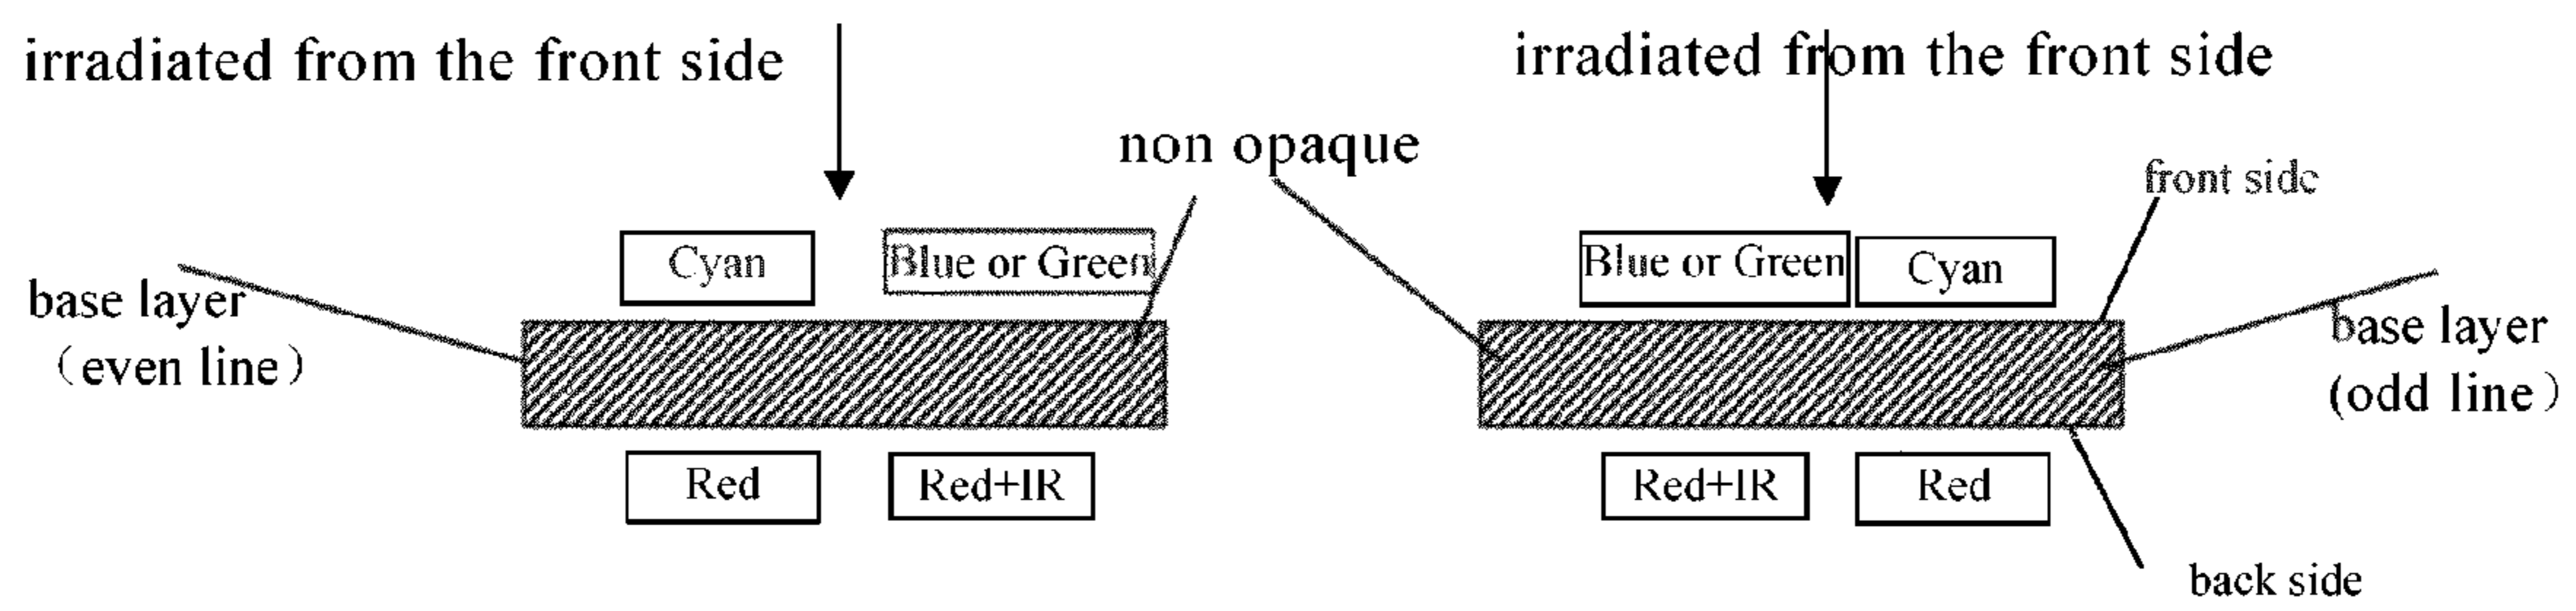 irradiated from the front side
irradiated from the front side
non opaque
front side
Cyan
Blue or Green
Blue or Green
Cyan
base layer
(even line)
base layer
(odd line)
Red
Red+IR
Red+IR
Red
back side